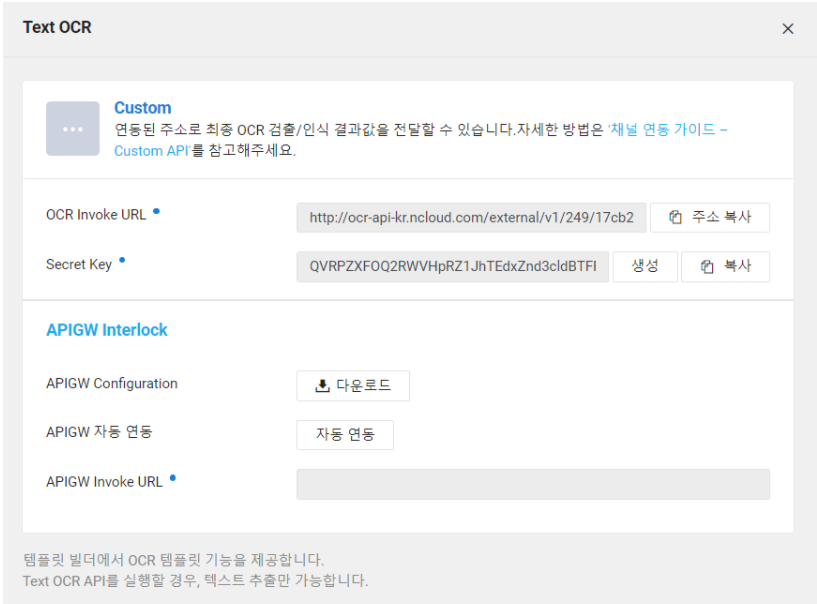 Text OCR
Custom
연동된 주소로 최종 OCR 검출/인식 결과값을 전달할 수 있습니다.자세한 방법은 '채널 연동 가이드 –
Custom API'를 참고해주세요.
OCR Invoke URL
http://ocr-api-kr.ncloud.com/external/v1/249/17cb2
주소 복사
Secret Key
QVRPZXFOQ2RWVHpRZ1JhTEdxZnd3cldBTFI
생성
복사
APIGW Interlock
APIGW Configuration
다운로드
APIGW 자동 연동
자동 연동
APIGW Invoke URL
템플릿 빌더에서 OCR 템플릿 기능을 제공합니다.
Text OCR API를 실행할 경우, 텍스트 추출만 가능합니다.